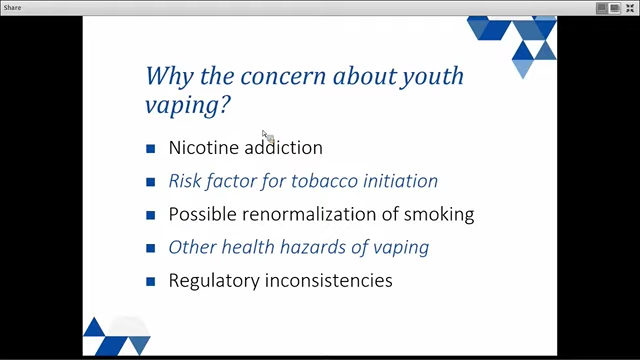 Share
Why the concern about youth
vaping?
Nicotine addiction
Risk factor for tobacco initiation
Possible renormalization of smoking
Other health hazards of vaping
Regulatory inconsistencies